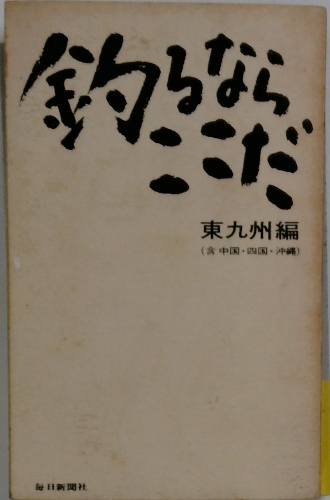 釣るなら
ここだ
東九州編
(含 中国・四国・沖縄)
毎日新聞社